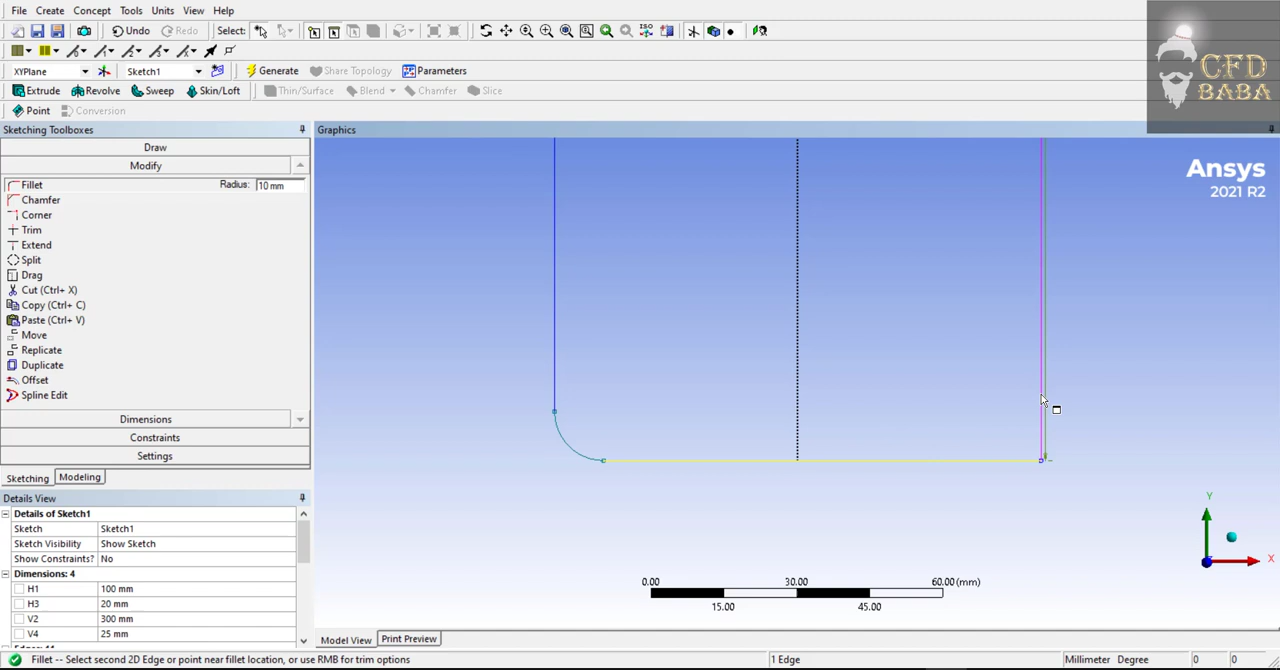 File Create Concept Tools Units View Help
Undo Redo Select: ISO
XYPlane Sketch1 Generate Share Topology Parameters
Extrude Revolve Sweep Skin/Loft Thin/Surface Blend Chamfer Slice
Point Conversion
CFD
BABA
Sketching Toolboxes
Graphics
Draw
Modify
Fillet Radius: 10 mm
Chamfer
Corner
Trim
Extend
Split
Drag
Cut (Ctrl+ X)
Copy (Ctrl+ C)
Paste (Ctrl+ V)
Move
Replicate
Duplicate
Offset
Spline Edit
Dimensions
Constraints
Settings
Sketching Modeling
Details View
Details of Sketch1
Sketch Sketch1
Sketch Visibility Show Sketch
Show Constraints? No
Dimensions: 4
H1 100 mm
H3 20 mm
V2 300 mm
V4 25 mm
Ansys
2021 R2
Y
X
0.00 30.00 60.00 (mm)
15.00 45.00
Model View Print Preview
Fillet -- Select second 2D Edge or point near fillet location, or use RMB for trim options 1 Edge Millimeter Degree 0 0